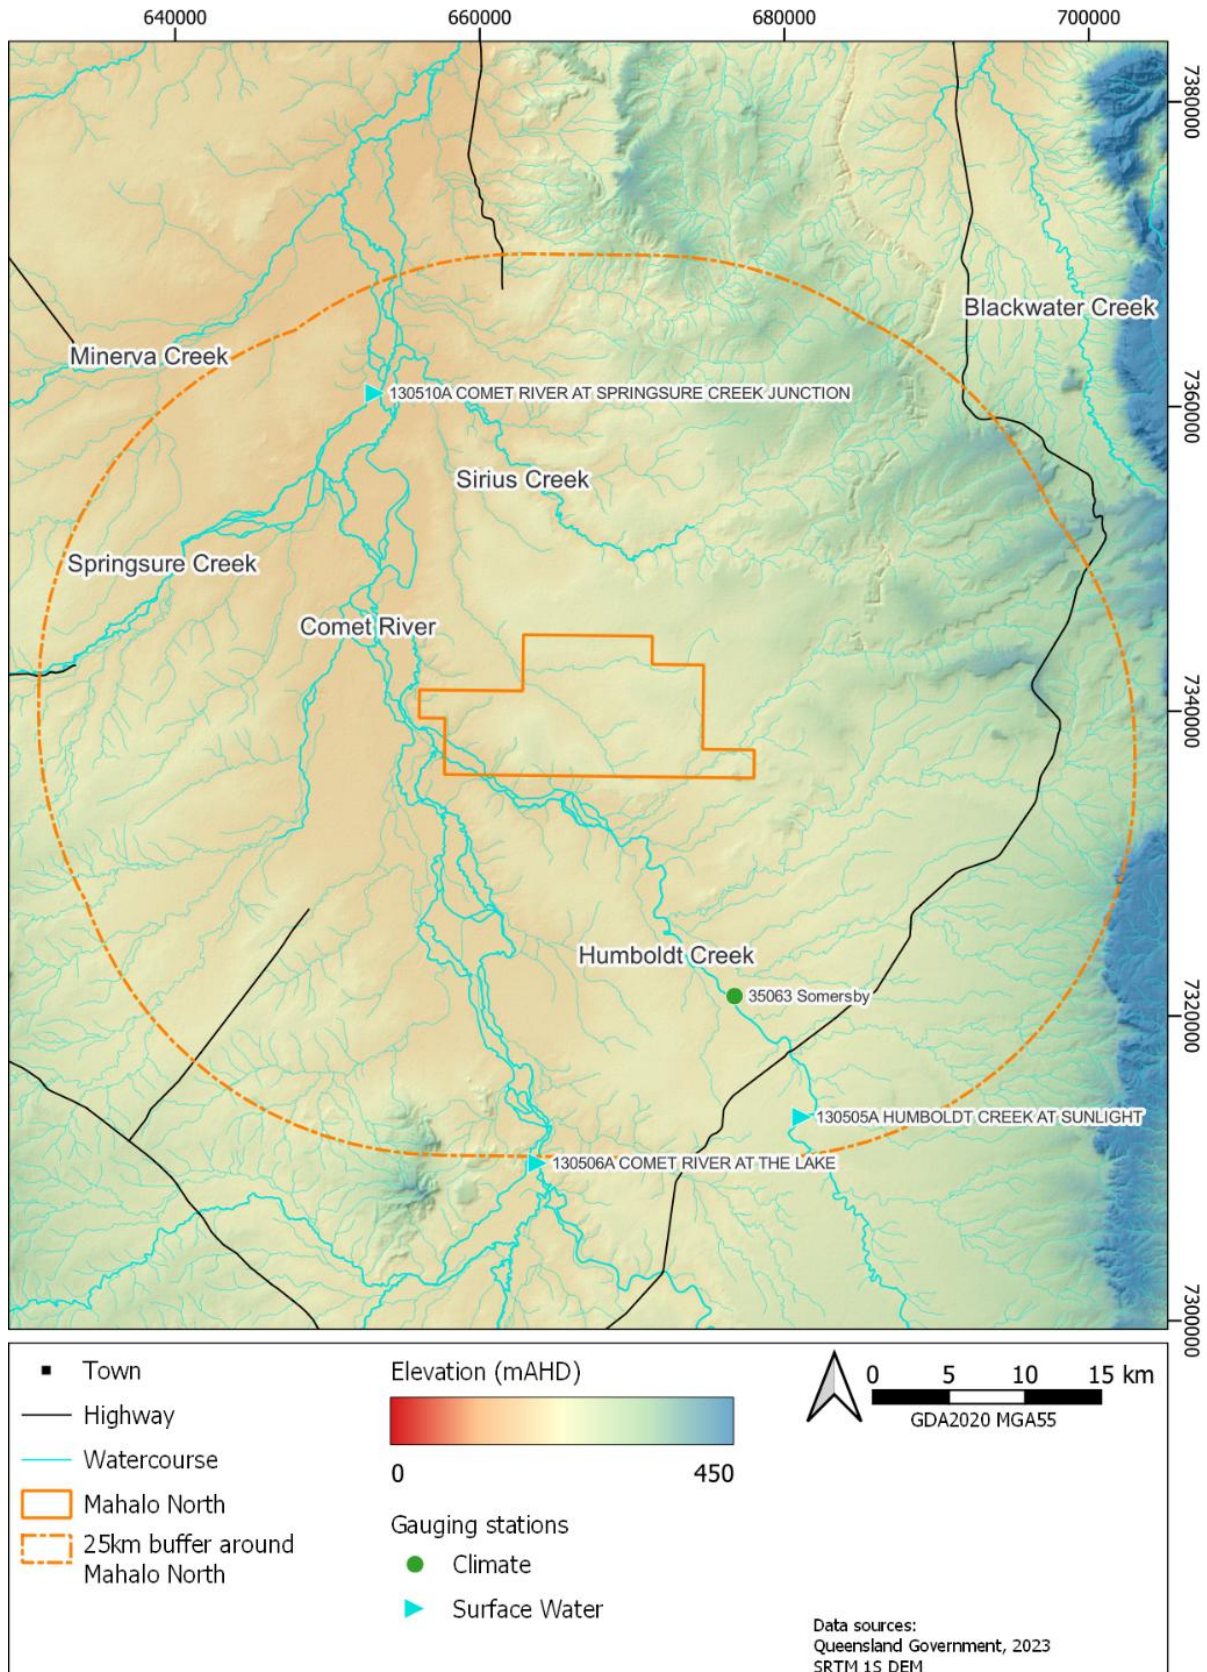 640000
660000
680000
700000
7380000
Blackwater Creek
Minerva Creek
130510A COMET RIVER AT SPRINGSURE CREEK JUNCTION
7360000
Sirius Creek
Springsure Creek
Comet River
7340000
Humboldt Creek
35063 Somersby
7320000
130505A HUMBOLDT CREEK AT SUNLIGHT
130506A COMET RIVER AT THE LAKE
7300000
Town
Highway
Watercourse
Mahalo North
25km buffer around
Mahalo North
Elevation (mAHD)
0
450
Gauging stations
Climate
Surface Water
0 5 10 15 km
GDA2020 MGA55
Data sources:
Queensland Government, 2023
SRTM 1S DEM